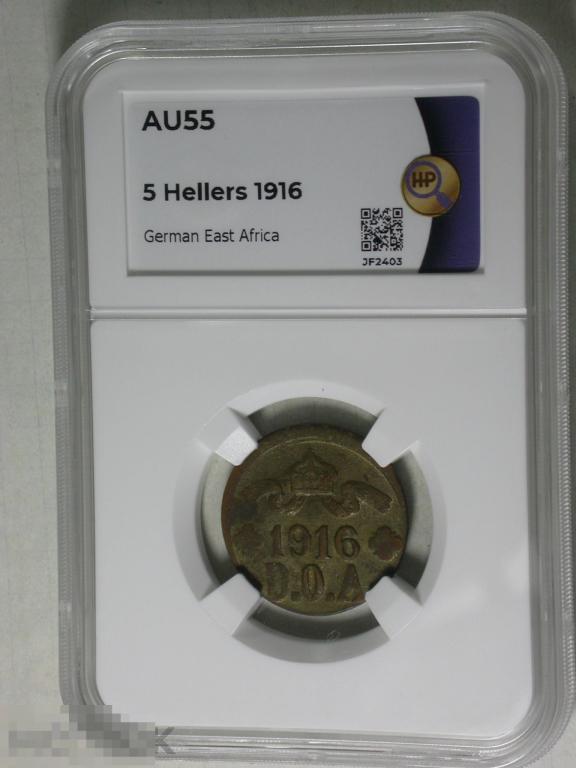 AU55
5 Hellers 1916
German East Africa
HP
JF2403
1916
D.O.A